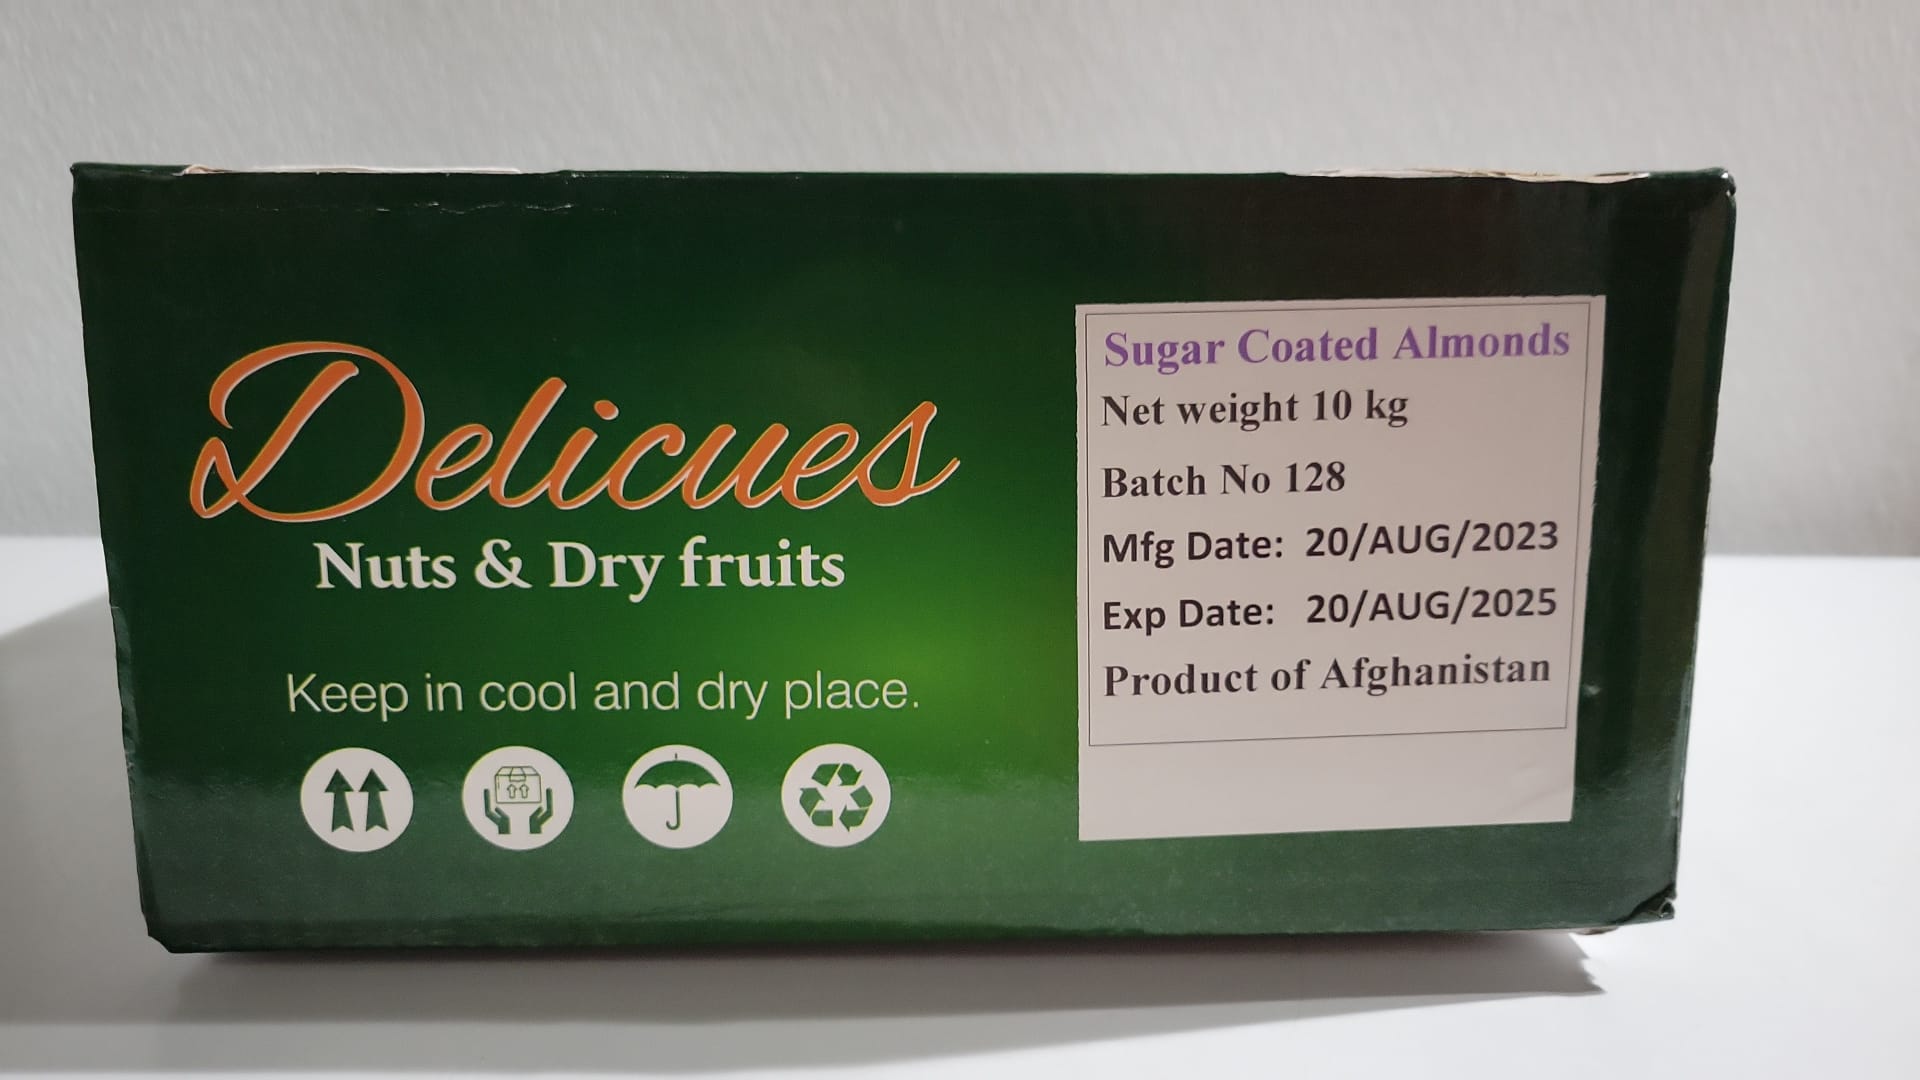 Delicues
Nuts & Dry fruits
Keep in cool and dry place.
Sugar Coated Almonds
Net weight 10 kg
Batch No 128
Mfg Date: 20/AUG/2023
Exp Date: 20/AUG/2025
Product of Afghanistan